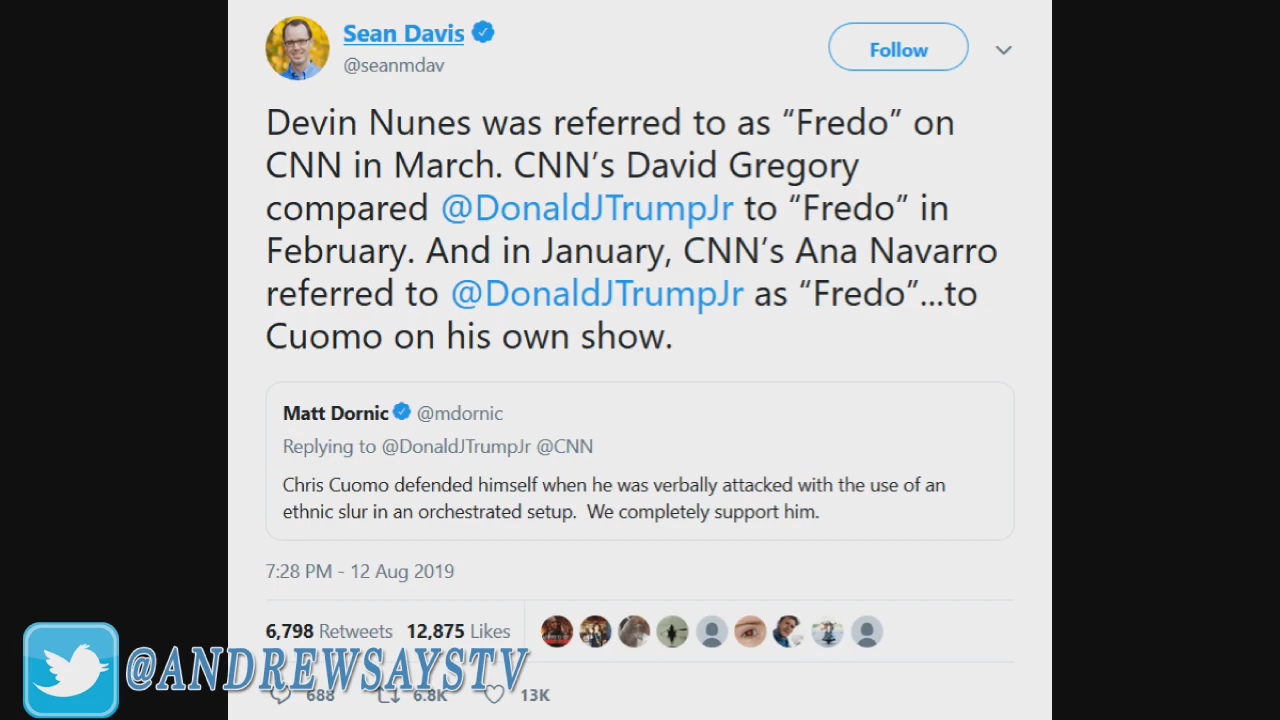 Sean Davis
@seanmdav
Follow
Devin Nunes was referred to as “Fredo” on
CNN in March. CNN’s David Gregory
compared @DonaldJTrumpJr to “Fredo” in
February. And in January, CNN’s Ana Navarro
referred to @DonaldJTrumpJr as “Fredo”...to
Cuomo on his own show.
Matt Dornic @mdornic
Replying to @DonaldJTrumpJr @CNN
Chris Cuomo defended himself when he was verbally attacked with the use of an
ethnic slur in an orchestrated setup.  We completely support him.
7:28 PM - 12 Aug 2019
6,798 Retweets 12,875 Likes
@ANDREWSAYSTV
688 6.8K 13K